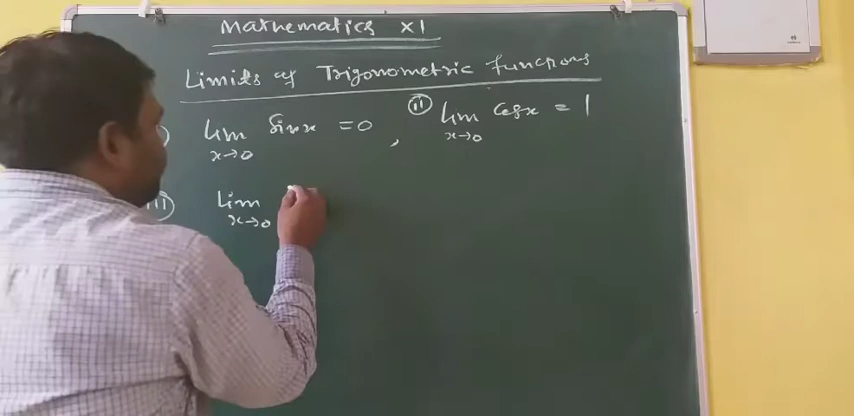 Mathematics XI
Limits of Trigonometric functions
lim x→0 Sinx = 0 , (ii) lim x→0 Cosx = 1
(iii) Lim x→0